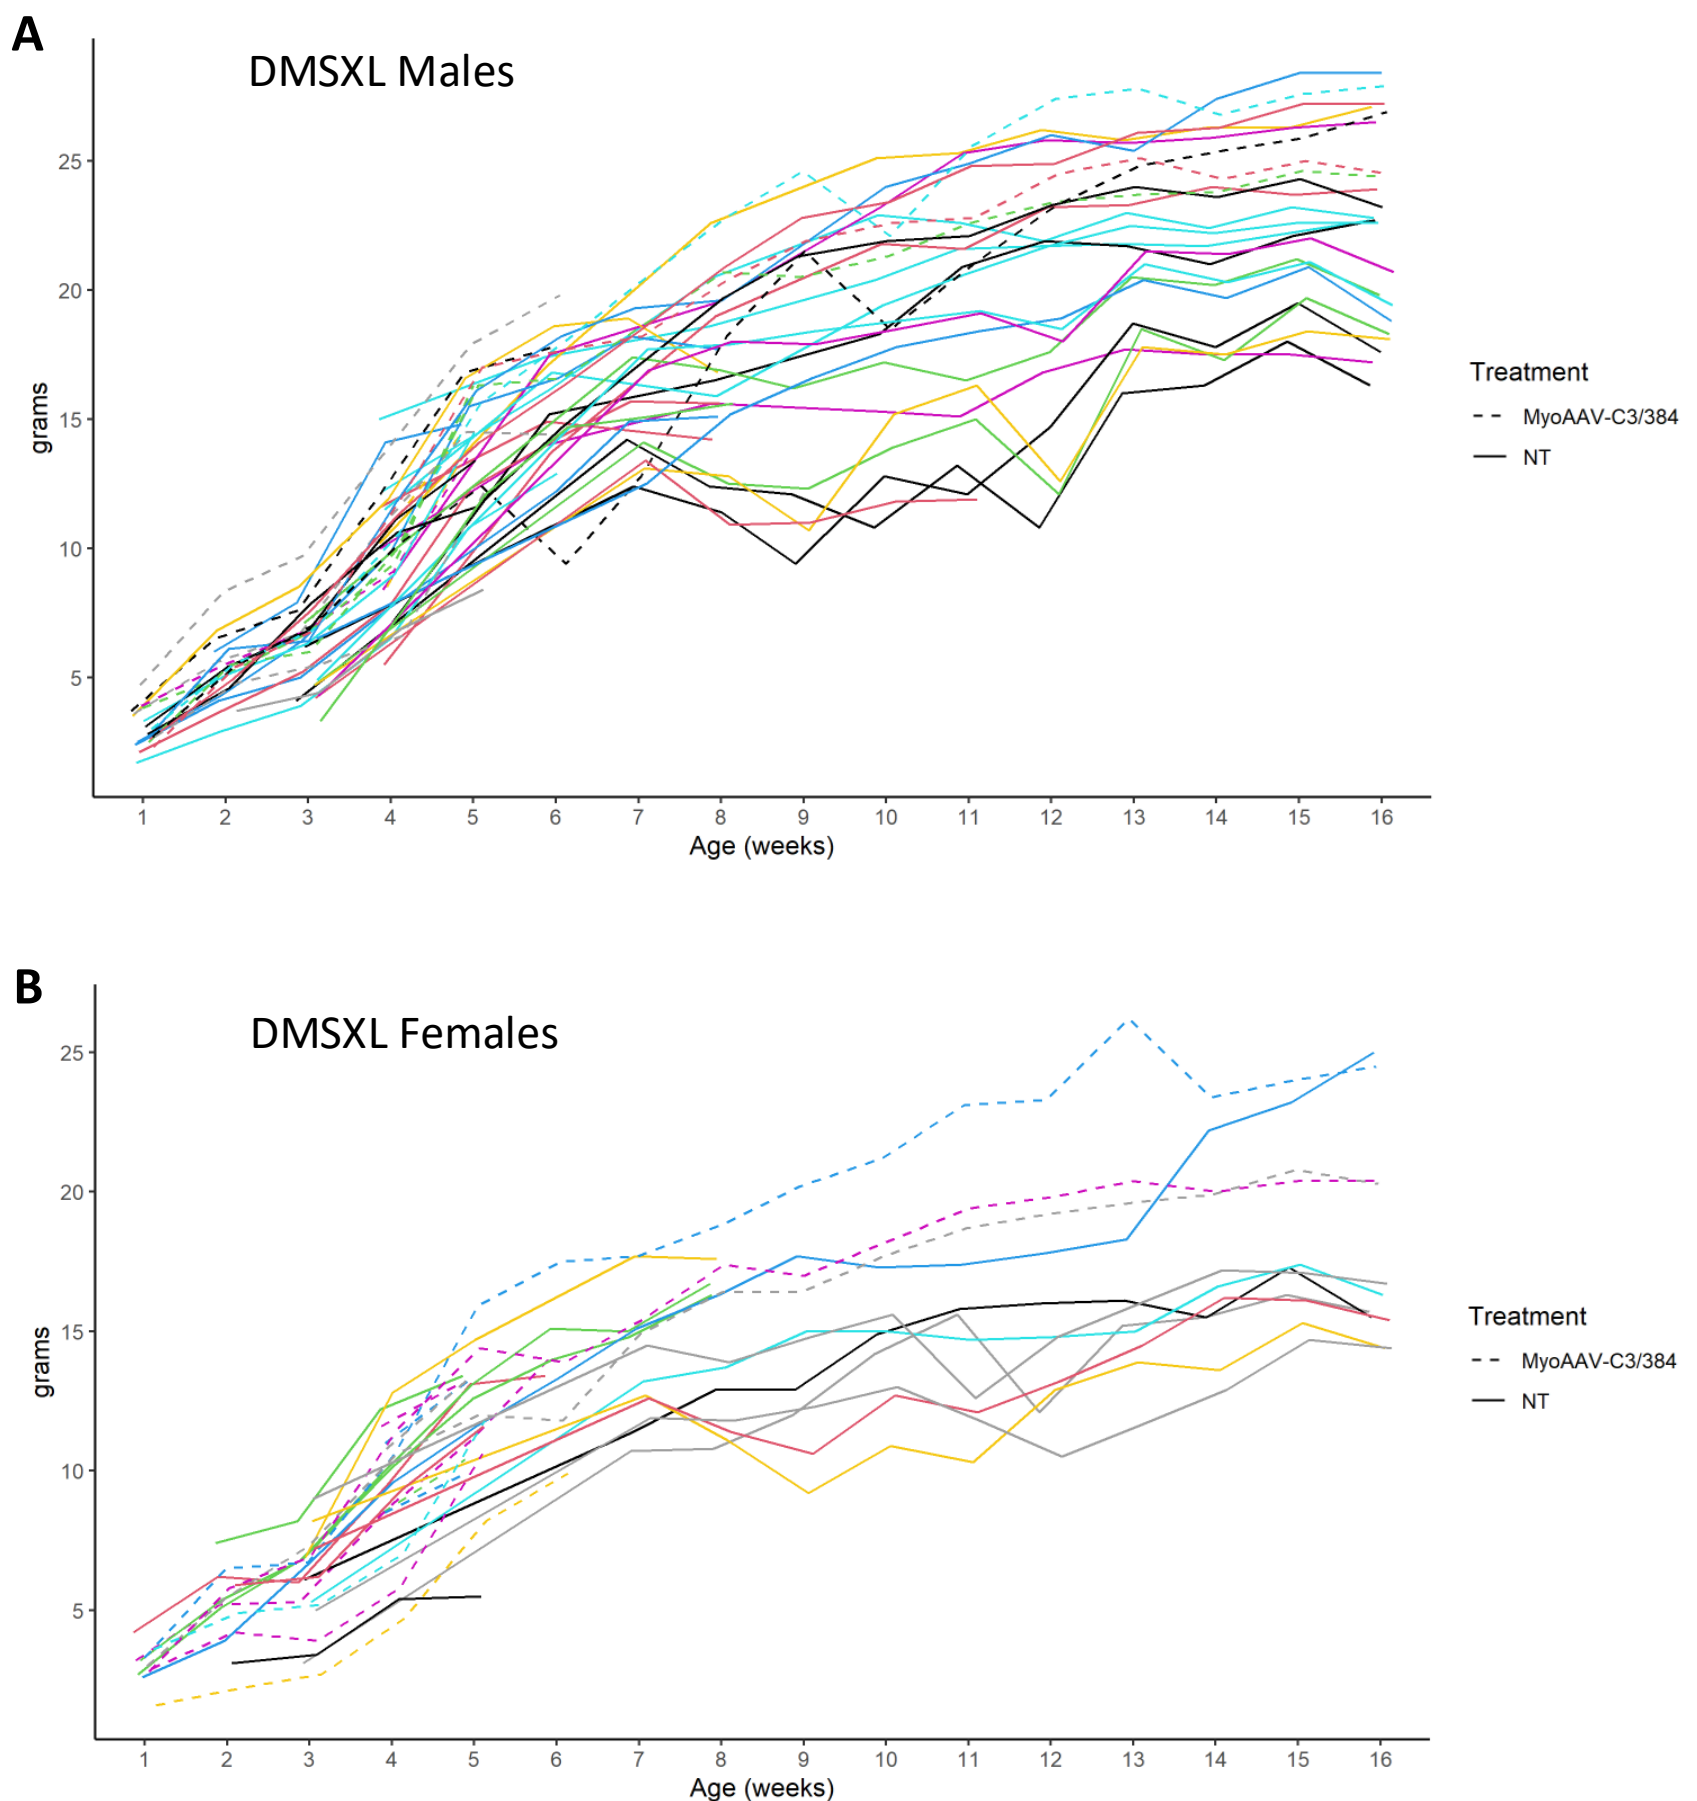 A
DMSXL Males
25
20
15
10
5
grams
1 2 3 4 5 6 7 8 9 10 11 12 13 14 15 16
Age (weeks)
Treatment
MyoAAV-C3/384
NT
B
DMSXL Females
25
20
15
10
5
grams
1 2 3 4 5 6 7 8 9 10 11 12 13 14 15 16
Age (weeks)
Treatment
MyoAAV-C3/384
NT